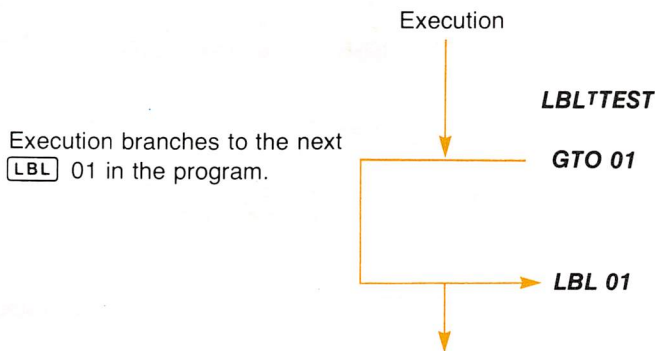 Execution
LBLᵀTEST
Execution branches to the next
LBL 01 in the program.
GTO 01
LBL 01